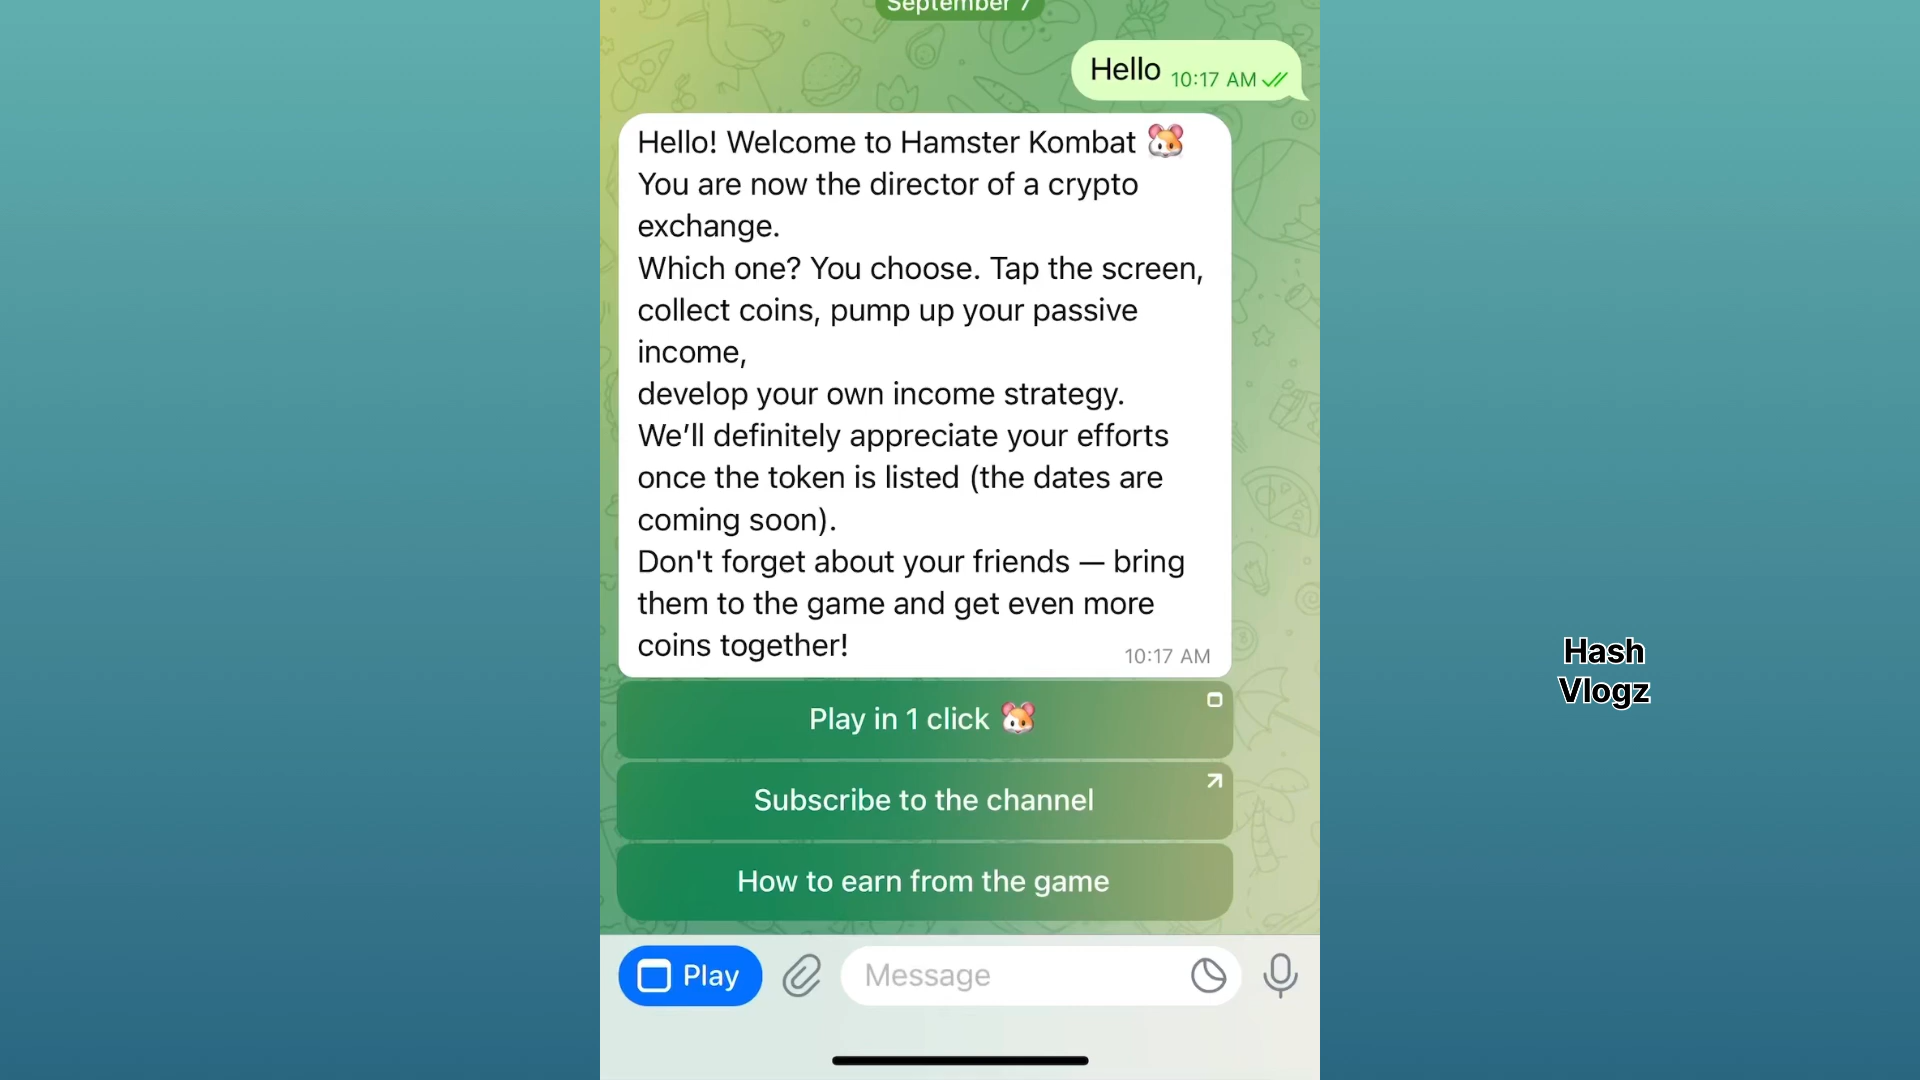 September 7
Hello 10:17 AM
Hello! Welcome to Hamster Kombat 🐹
You are now the director of a crypto
exchange.
Which one? You choose. Tap the screen,
collect coins, pump up your passive
income,
develop your own income strategy.
We’ll definitely appreciate your efforts
once the token is listed (the dates are
coming soon).
Don't forget about your friends — bring
them to the game and get even more
coins together!
10:17 AM
Play in 1 click 🐹
Subscribe to the channel
How to earn from the game
Play
Message
Hash
Vlogz